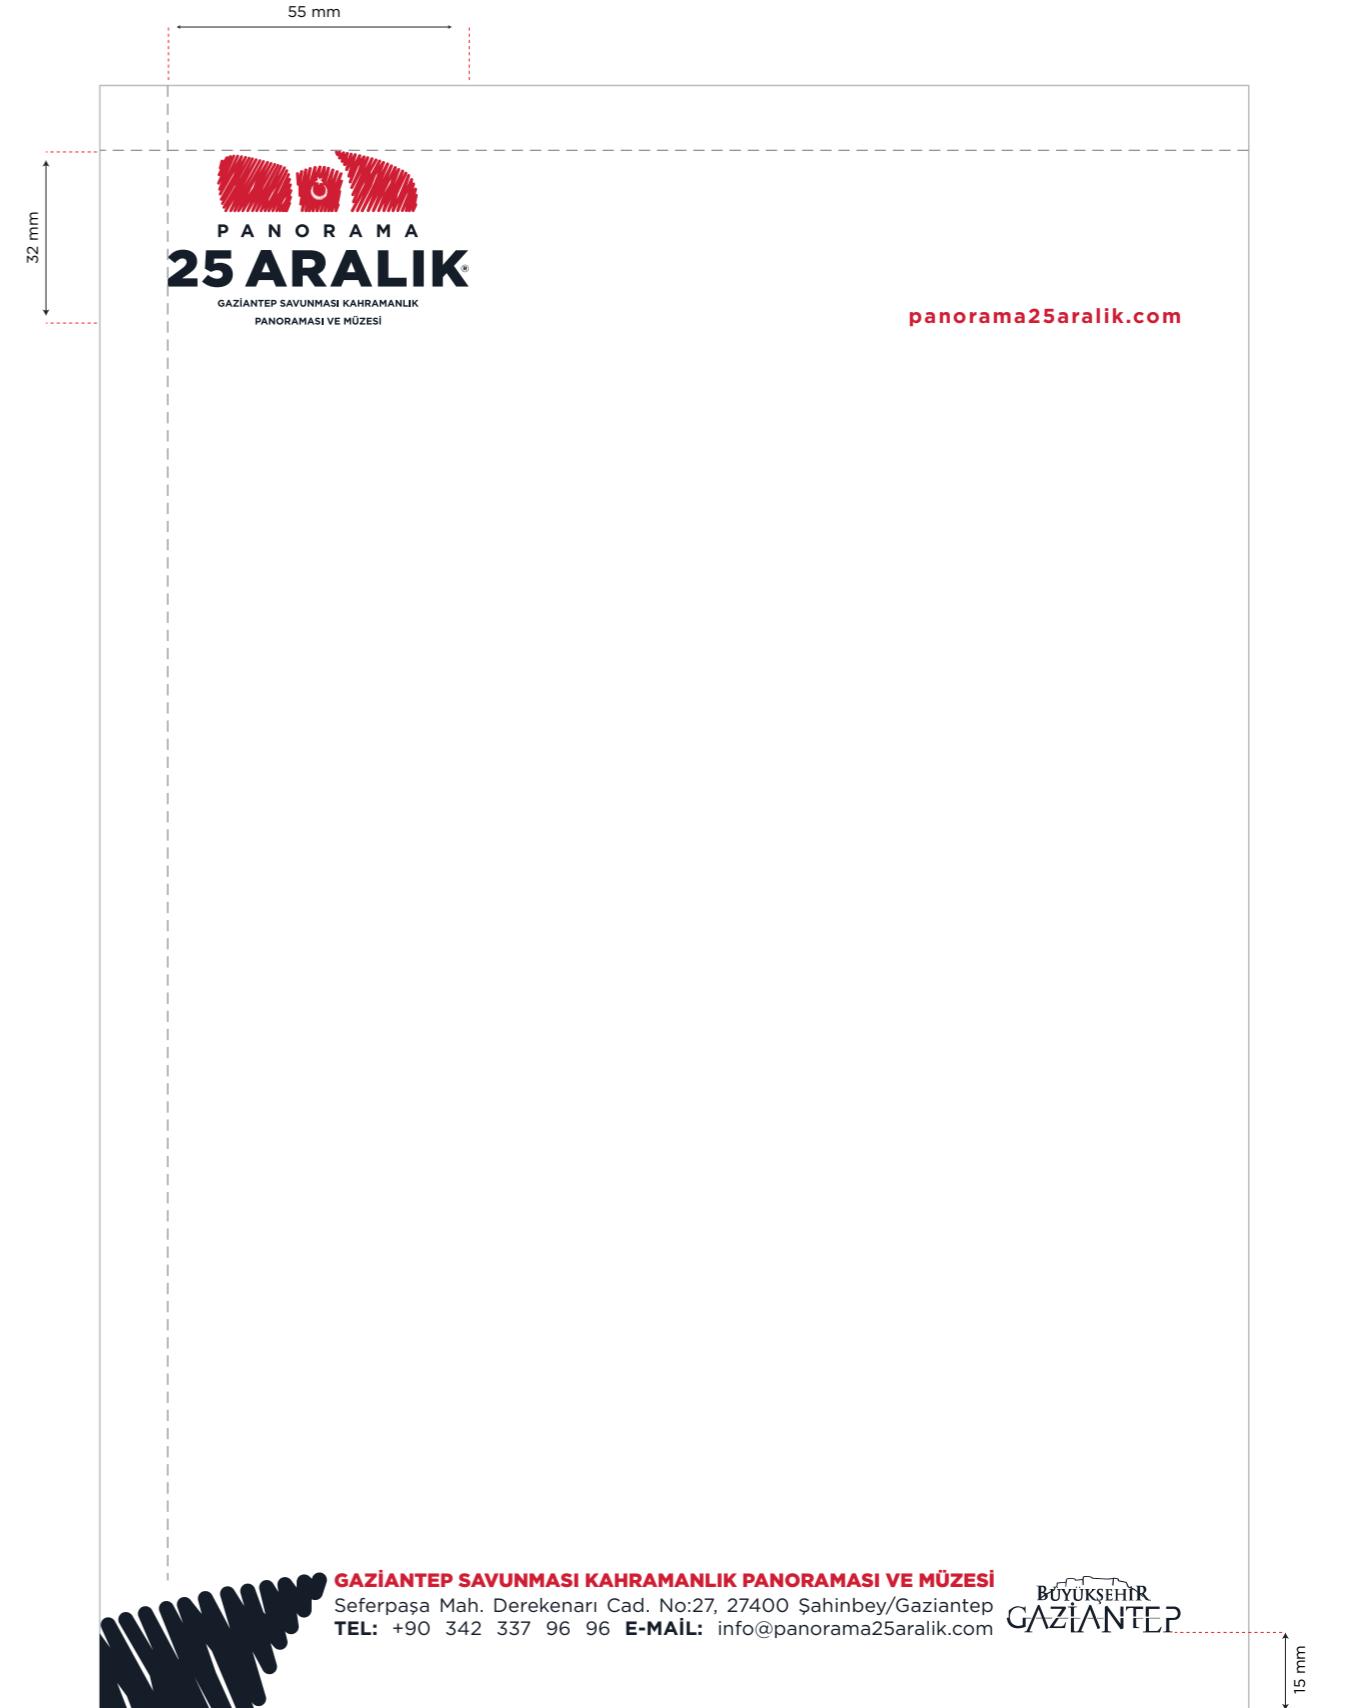 55 mm
32 mm
PANORAMA
25 ARALIK®
GAZİANTEP SAVUNMASI KAHRAMANLIK
PANORAMASI VE MÜZESİ
panorama25aralik.com
GAZİANTEP SAVUNMASI KAHRAMANLIK PANORAMASI VE MÜZESİ
Seferpaşa Mah. Derekenarı Cad. No:27, 27400 Şahinbey/Gaziantep
TEL: +90 342 337 96 96 E-MAİL: info@panorama25aralik.com
BÜYÜKŞEHİR
GAZİANTEP
15 mm